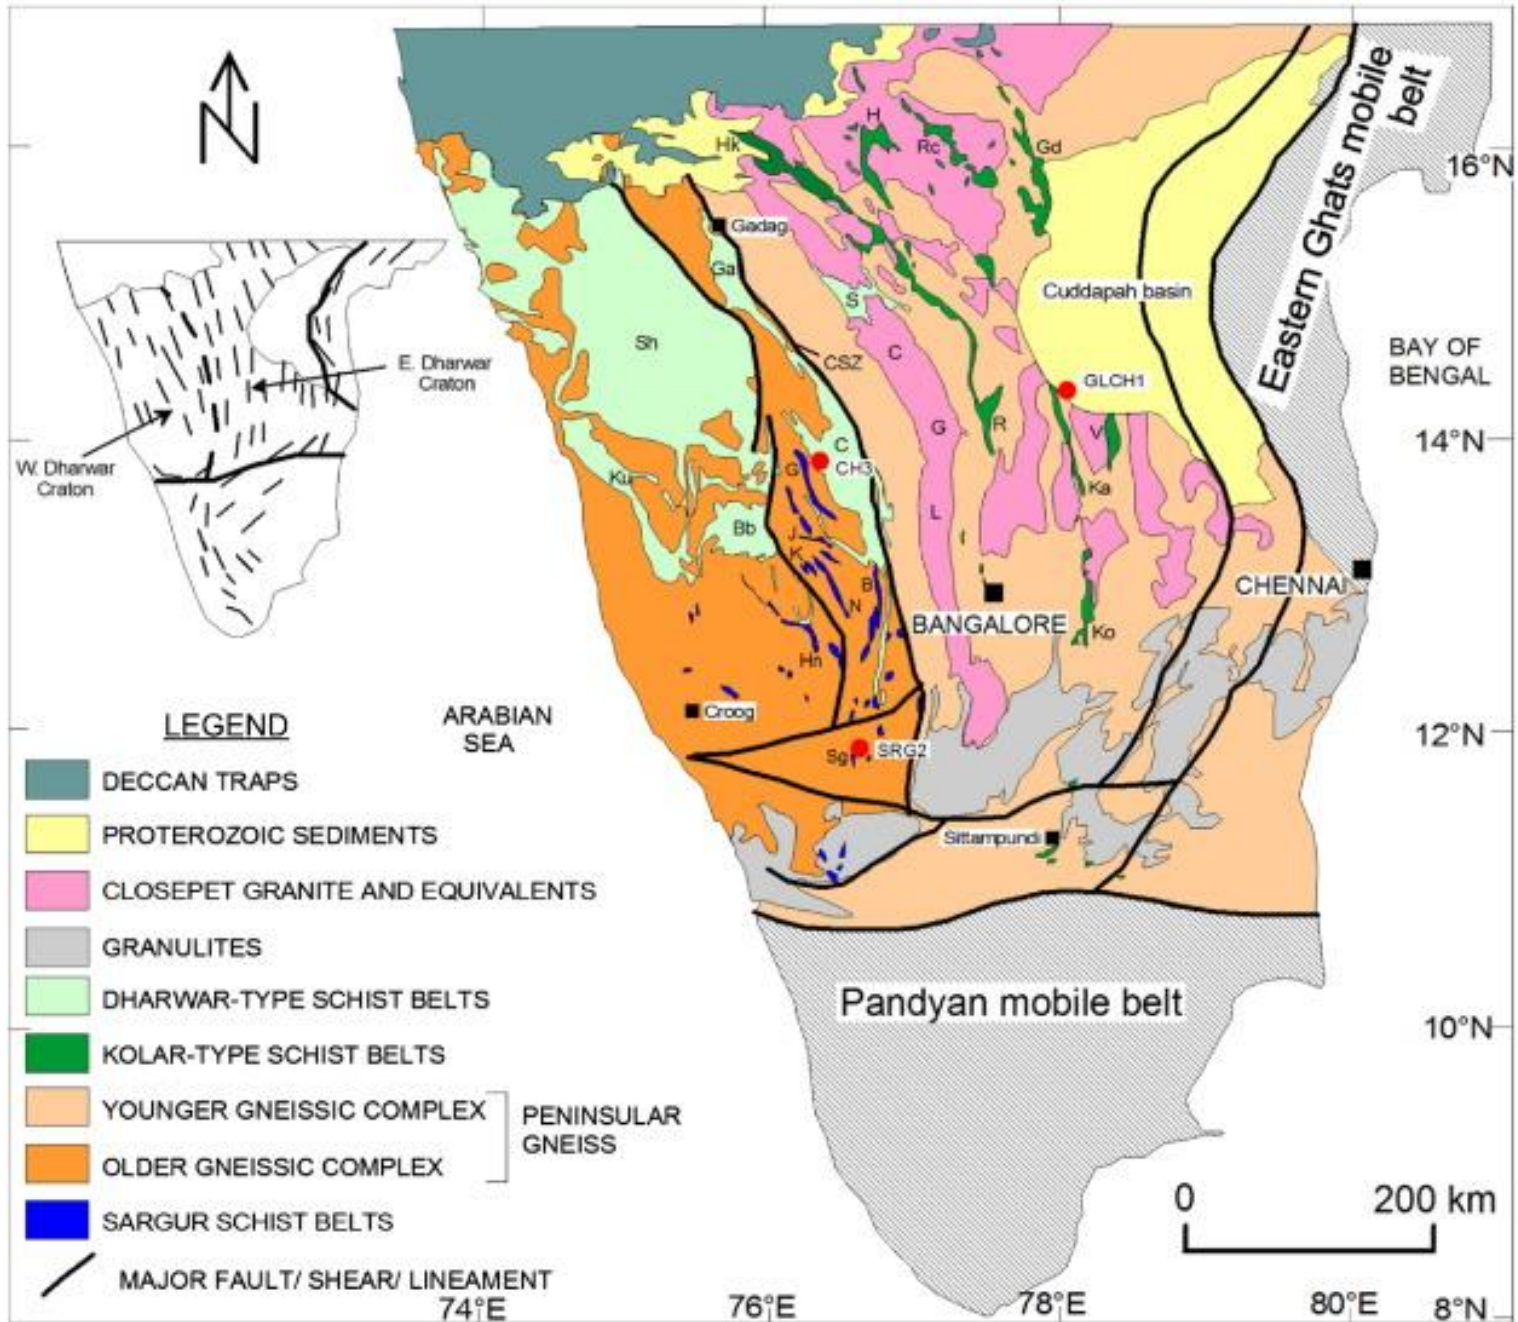 N
Eastern Ghats mobile
belt
16°N
H
Hk
Rc
Gd
Gadag
Ga
Cuddapah basin
S
BAY OF
BENGAL
Sh
C
CSZ
E. Dharwar
Craton
GLCH1
G
R
V
14°N
C
CH3
G
W. Dharwar
Craton
Ku
Ka
L
Bb
J
K
B
CHENNAI
N
BANGALORE
Ko
Hn
Croog
ARABIAN
SEA
12°N
Sg
SRG2
Sittampundi
LEGEND
DECCAN TRAPS
PROTEROZOIC SEDIMENTS
CLOSEPET GRANITE AND EQUIVALENTS
GRANULITES
DHARWAR-TYPE SCHIST BELTS
KOLAR-TYPE SCHIST BELTS
YOUNGER GNEISSIC COMPLEX
OLDER GNEISSIC COMPLEX
PENINSULAR
GNEISS
SARGUR SCHIST BELTS
MAJOR FAULT/ SHEAR/ LINEAMENT
Pandyan mobile belt
10°N
0 200 km
74°E 76°E 78°E 80°E 8°N